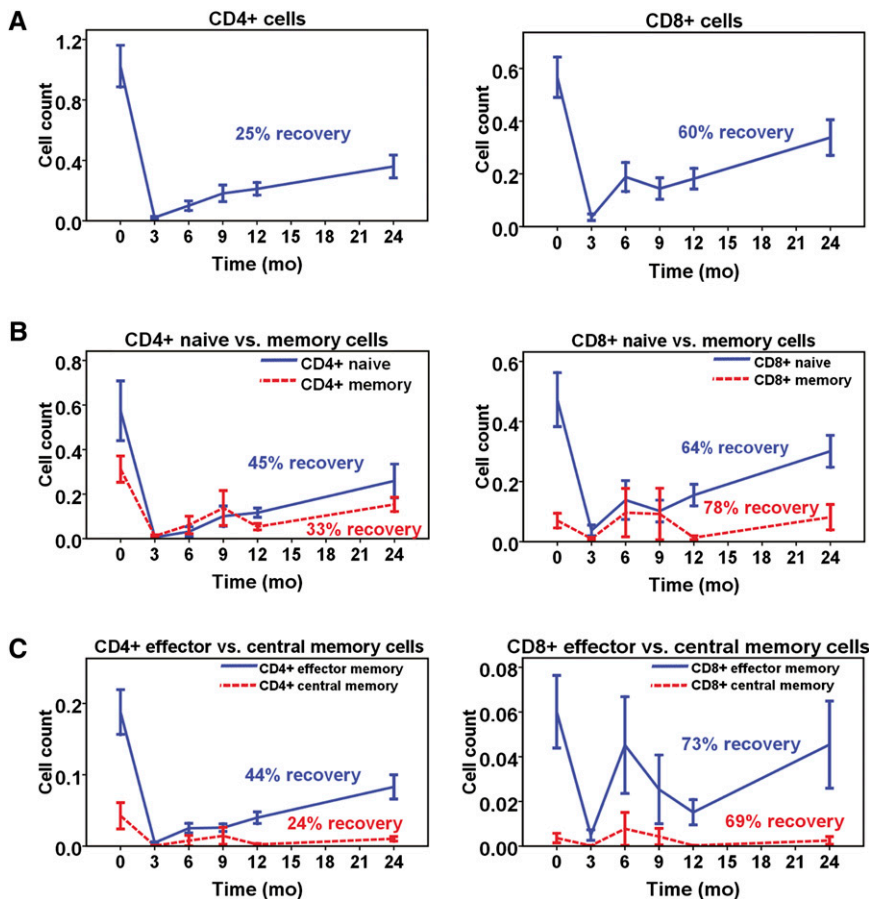 A
CD4+ cells
Cell count
1.2
0.8
0.4
0.0
25% recovery
0 3 6 9 12 15 18 21 24
Time (mo)
CD8+ cells
Cell count
0.6
0.4
0.2
0.0
60% recovery
0 3 6 9 12 15 18 21 24
Time (mo)
B
CD4+ naive vs. memory cells
CD4+ naive
CD4+ memory
Cell count
0.8
0.6
0.4
0.2
0.0
45% recovery
33% recovery
0 3 6 9 12 15 18 21 24
Time (mo)
CD8+ naive vs. memory cells
CD8+ naive
CD8+ memory
Cell count
0.6
0.4
0.2
0.0
64% recovery
78% recovery
0 3 6 9 12 15 18 21 24
Time (mo)
C
CD4+ effector vs. central memory cells
CD4+ effector memory
CD4+ central memory
Cell count
0.2
0.1
0.0
44% recovery
24% recovery
0 3 6 9 12 15 18 21 24
Time (mo)
CD8+ effector vs. central memory cells
CD8+ effector memory
CD8+ central memory
Cell count
0.08
0.06
0.04
0.02
0.00
73% recovery
69% recovery
0 3 6 9 12 15 18 21 24
Time (mo)